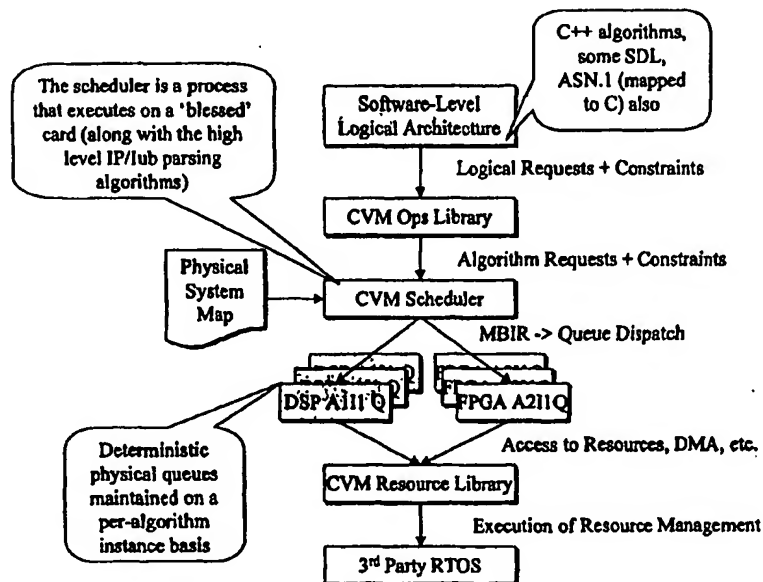 C++ algorithms,
some SDL,
ASN.1 (mapped
to C) also
The scheduler is a process
that executes on a 'blessed'
card (along with the high
level IP/Iub parsing
algorithms)
Software-Level
Logical Architecture
Logical Requests + Constraints
CVM Ops Library
Algorithm Requests + Constraints
Physical
System
Map
CVM Scheduler
MBIR -> Queue Dispatch
DSP A1I1 Q
FPGA A2I1Q
Deterministic
physical queues
maintained on a
per-algorithm
instance basis
Access to Resources, DMA, etc.
CVM Resource Library
Execution of Resource Management
3rd Party RTOS